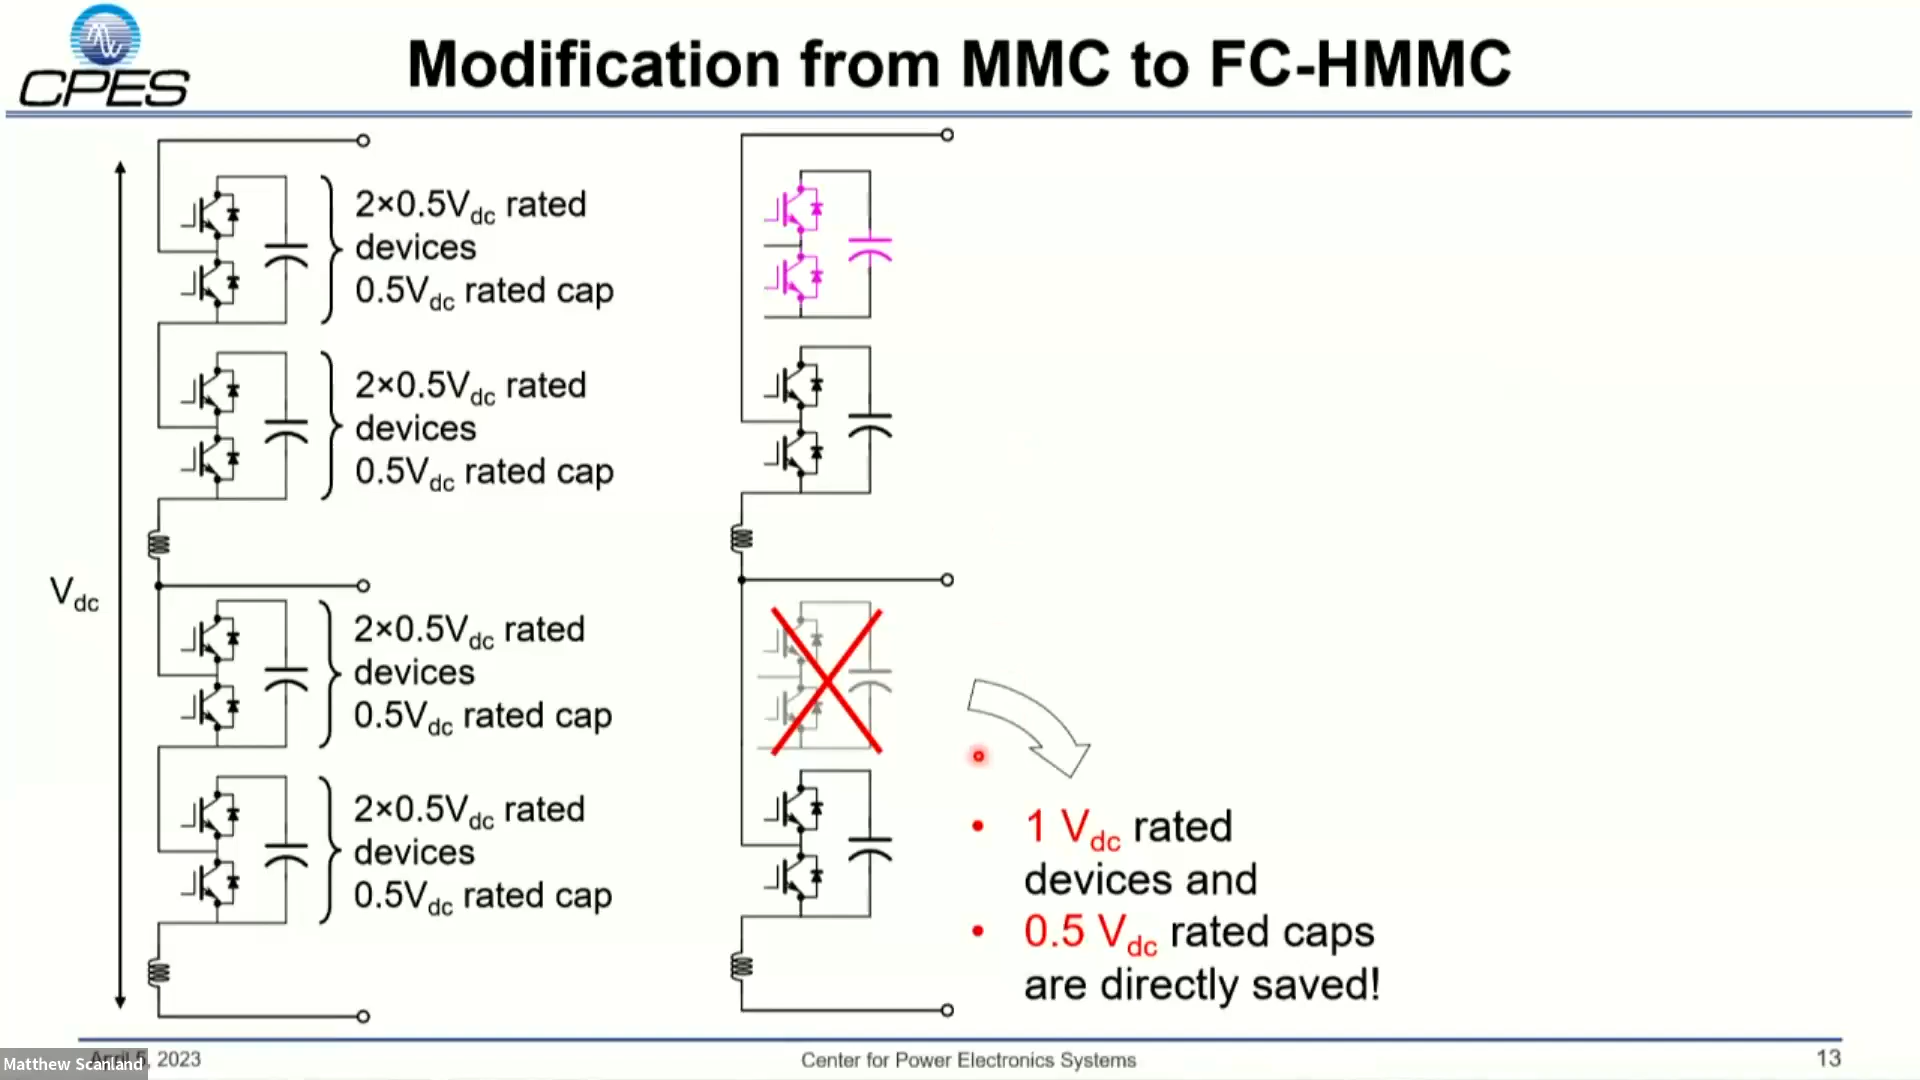 CPES
Modification from MMC to FC-HMMC
2×0.5Vdc rated
devices
0.5Vdc rated cap
2×0.5Vdc rated
devices
0.5Vdc rated cap
Vdc
2×0.5Vdc rated
devices
0.5Vdc rated cap
2×0.5Vdc rated
devices
0.5Vdc rated cap
• 1 Vdc rated
devices and
• 0.5 Vdc rated caps
are directly saved!
April 5, 2023
Matthew Scanland
Center for Power Electronics Systems
13